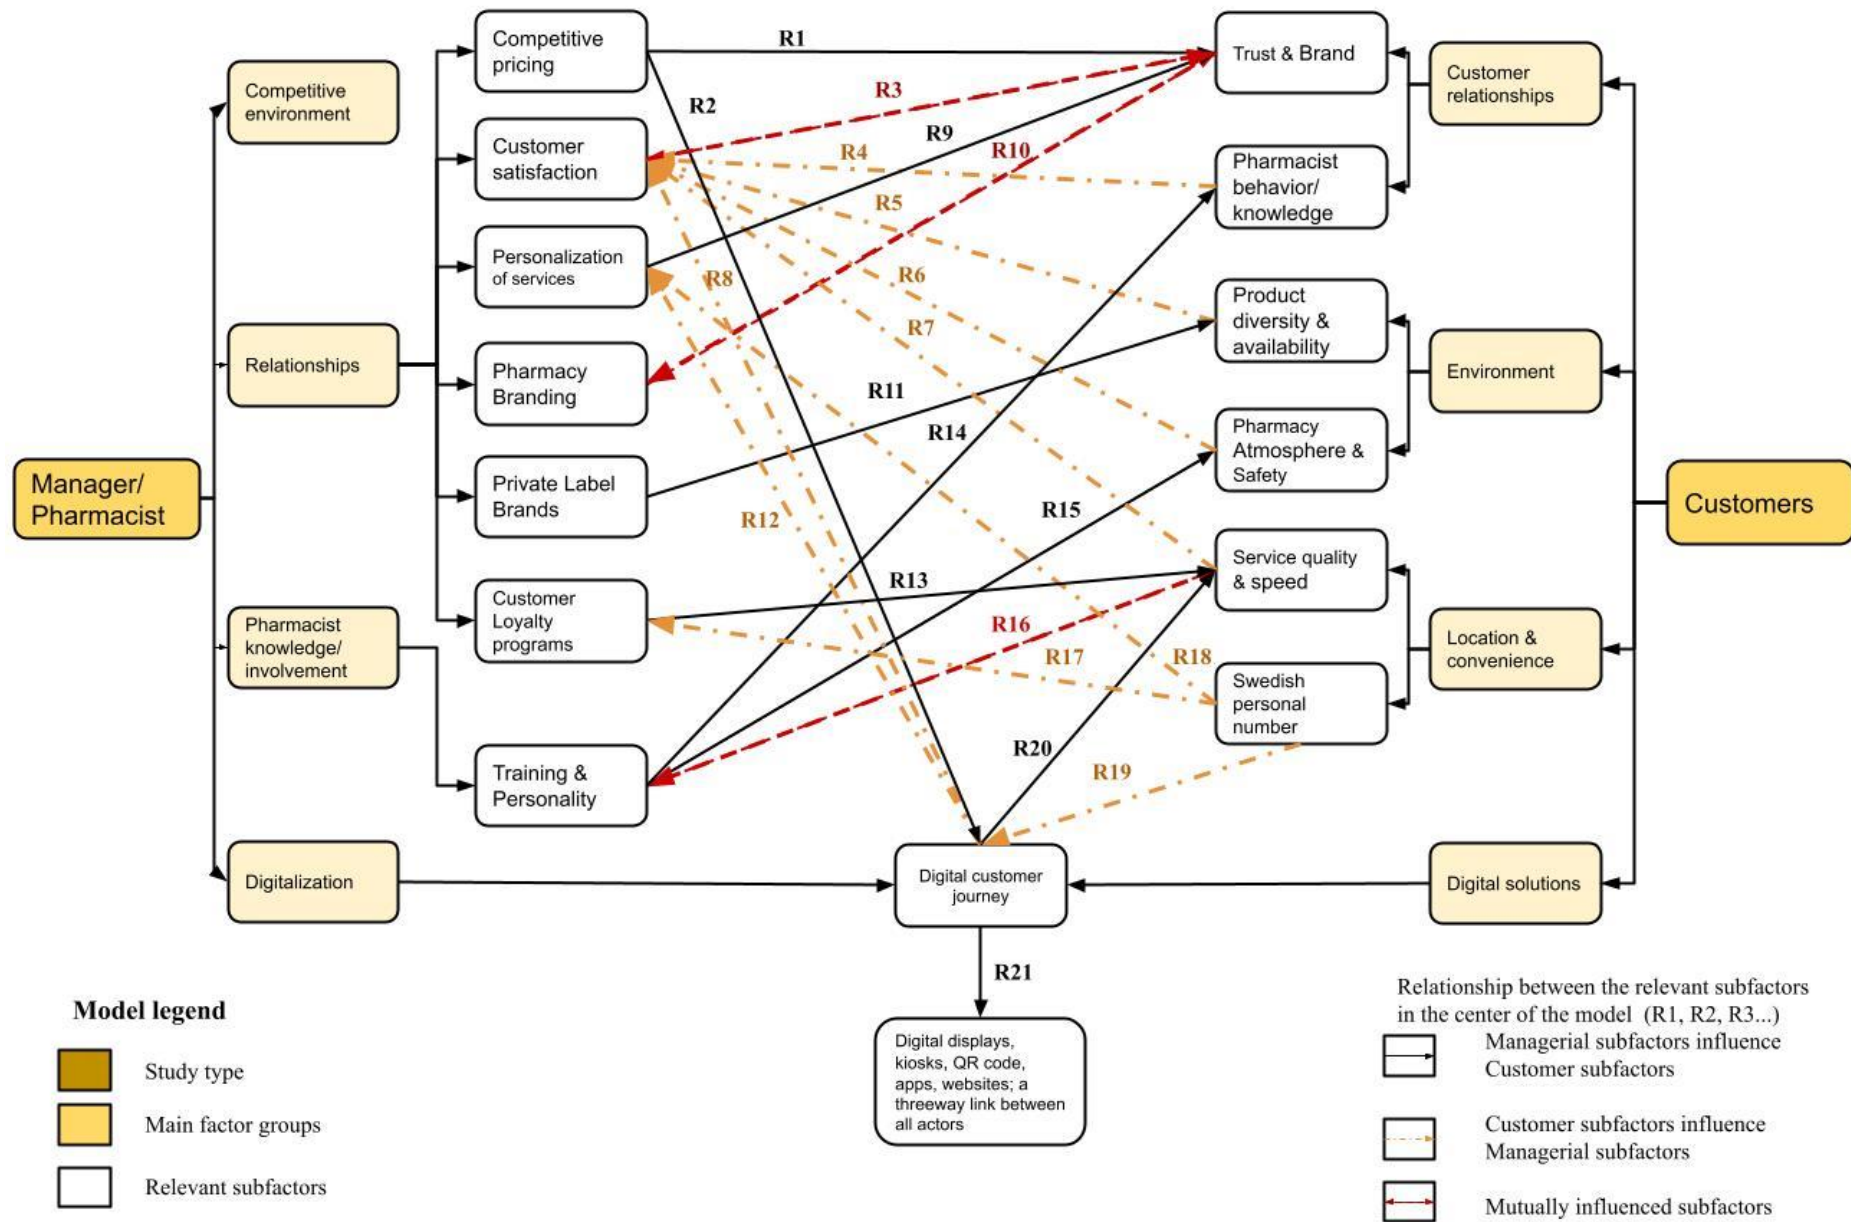 Manager/
Pharmacist
Competitive
environment
Relationships
Pharmacist
knowledge/
involvement
Digitalization
Competitive
pricing
Customer
satisfaction
Personalization
of services
Pharmacy
Branding
Private Label
Brands
Customer
Loyalty
programs
Training &
Personality
R1
R2
R3
R9
R4
R10
R5
R8
R6
R7
R11
R14
R12
R15
R13
R16
R17
R18
R20
R19
Trust & Brand
Pharmacist
behavior/
knowledge
Product
diversity &
availability
Pharmacy
Atmosphere &
Safety
Service quality
& speed
Swedish
personal
number
Customer
relationships
Environment
Location &
convenience
Digital solutions
Customers
Digital customer
journey
R21
Digital displays,
kiosks, QR code,
apps, websites; a
threeway link between
all actors
Model legend
Study type
Main factor groups
Relevant subfactors
Relationship between the relevant subfactors
in the center of the model (R1, R2, R3...)
Managerial subfactors influence
Customer subfactors
Customer subfactors influence
Managerial subfactors
Mutually influenced subfactors